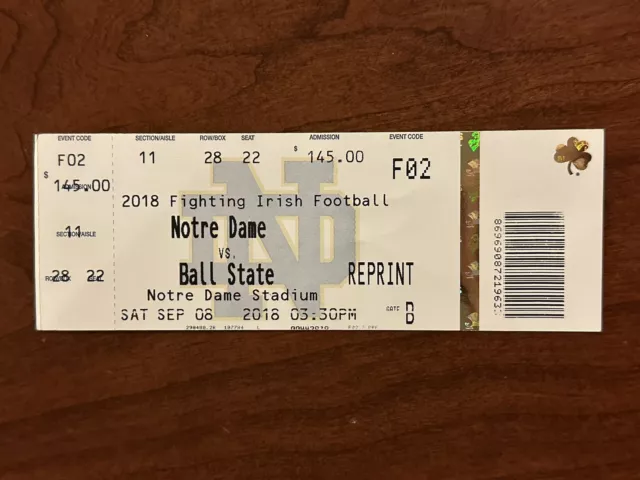 EVENT CODE SECTION/AISLE ROW/BOX SEAT ADMISSION EVENT CODE
F02 11 28 22 $ 145.00 F02
$ 145.00
ADMISSION
2018 Fighting Irish Football
11
SECTION/AISLE
Notre Dame
VS.
28 22
ROW/BOX SEAT
Ball State REPRINT
Notre Dame Stadium
SAT SEP 08 2018 03:30PM GATE B
ND